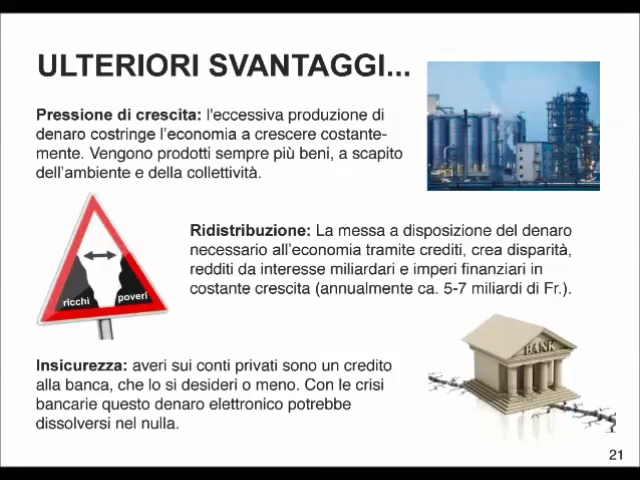 ULTERIORI SVANTAGGI...
Pressione di crescita: l'eccessiva produzione di
denaro costringe l'economia a crescere costante-
mente. Vengono prodotti sempre più beni, a scapito
dell'ambiente e della collettività.
Ridistribuzione: La messa a disposizione del denaro
necessario all'economia tramite crediti, crea disparità,
redditi da interesse miliardari e imperi finanziari in
costante crescita (annualmente ca. 5-7 miliardi di Fr.).
ricchi poveri
Insicurezza: averi sui conti privati sono un credito
alla banca, che lo si desideri o meno. Con le crisi
bancarie questo denaro elettronico potrebbe
dissolversi nel nulla.
BANK
21